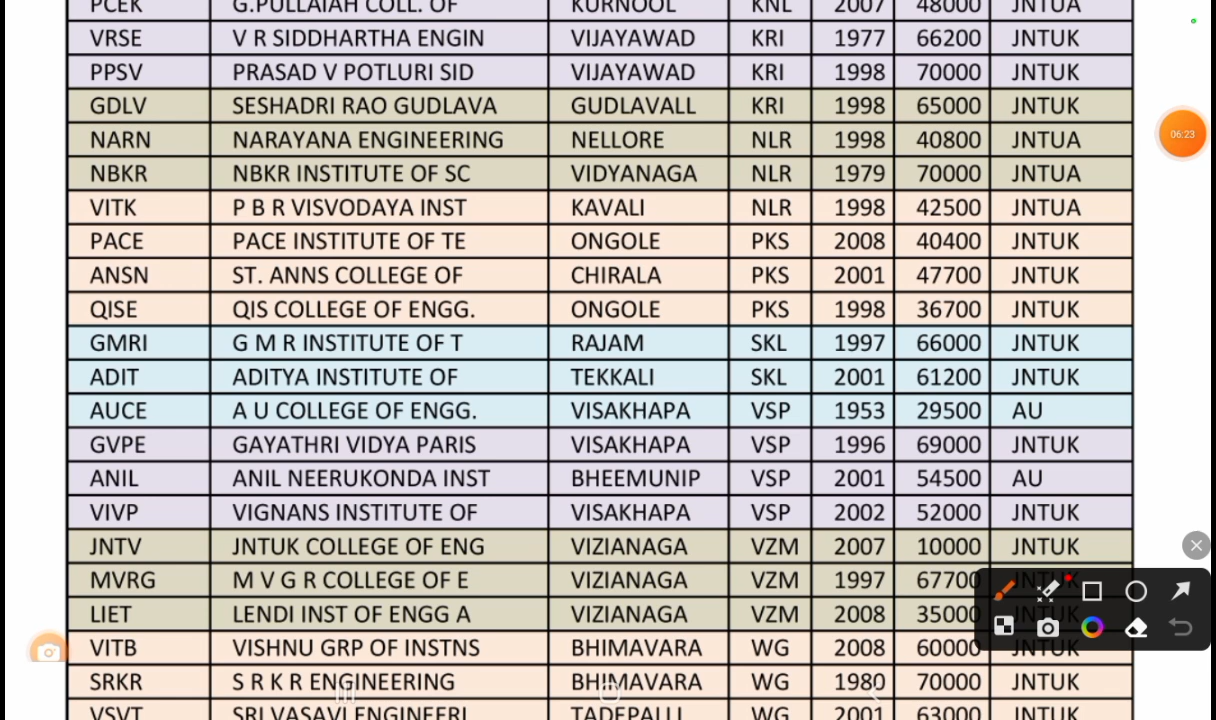 PCEK G.PULLAIAH COLL. OF KURNOOL KNL 2007 48000 JNTUA
VRSE V R SIDDHARTHA ENGIN VIJAYAWAD KRI 1977 66200 JNTUK
PPSV PRASAD V POTLURI SID VIJAYAWAD KRI 1998 70000 JNTUK
GDLV SESHADRI RAO GUDLAVA GUDLAVALL KRI 1998 65000 JNTUK
NARN NARAYANA ENGINEERING NELLORE NLR 1998 40800 JNTUA
NBKR NBKR INSTITUTE OF SC VIDYANAGA NLR 1979 70000 JNTUA
VITK P B R VISVODAYA INST KAVALI NLR 1998 42500 JNTUA
PACE PACE INSTITUTE OF TE ONGOLE PKS 2008 40400 JNTUK
ANSN ST. ANNS COLLEGE OF CHIRALA PKS 2001 47700 JNTUK
QISE QIS COLLEGE OF ENGG. ONGOLE PKS 1998 36700 JNTUK
GMRI G M R INSTITUTE OF T RAJAM SKL 1997 66000 JNTUK
ADIT ADITYA INSTITUTE OF TEKKALI SKL 2001 61200 JNTUK
AUCE A U COLLEGE OF ENGG. VISAKHAPA VSP 1953 29500 AU
GVPE GAYATHRI VIDYA PARIS VISAKHAPA VSP 1996 69000 JNTUK
ANIL ANIL NEERUKONDA INST BHEEMUNIP VSP 2001 54500 AU
VIVP VIGNANS INSTITUTE OF VISAKHAPA VSP 2002 52000 JNTUK
JNTV JNTUK COLLEGE OF ENG VIZIANAGA VZM 2007 10000 JNTUK
MVRG M V G R COLLEGE OF E VIZIANAGA VZM 1997 67700
LIET LENDI INST OF ENGG A VIZIANAGA VZM 2008 35000
VITB VISHNU GRP OF INSTNS BHIMAVARA WG 2008 60000 JNTUK
SRKR S R K R ENGINEERING BHIMAVARA WG 1980 70000 JNTUK
VSVT SRI VASAVI ENGINEERI TADEPALLI WG 2001 63000 JNTUK
06:23